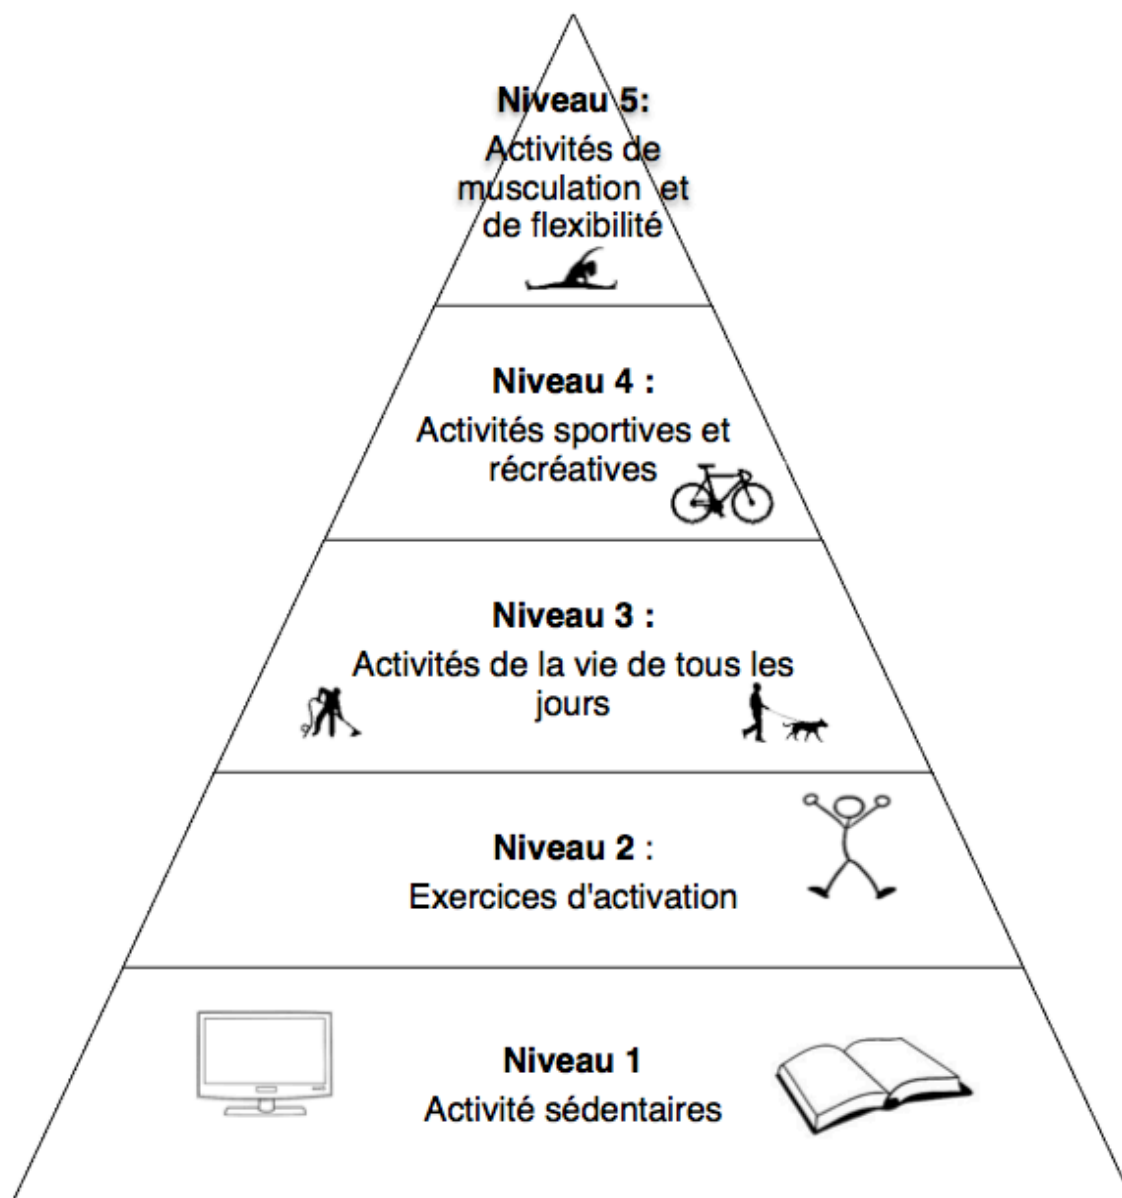 Niveau 5:
Activités de
musculation et
de flexibilité
Niveau 4 :
Activités sportives et
récréatives
Niveau 3 :
Activités de la vie de tous les
jours
Niveau 2 :
Exercices d'activation
Niveau 1
Activité sédentaires